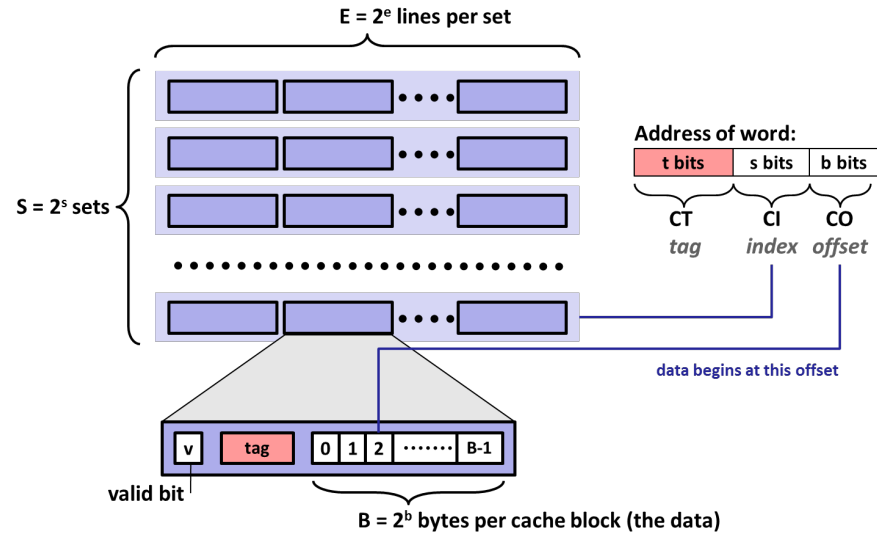 E = 2ᵉ lines per set
S = 2ˢ sets
Address of word:
t bits s bits b bits
CT CI CO
tag index offset
data begins at this offset
v tag 0 1 2 ······· B-1
valid bit
B = 2ᵇ bytes per cache block (the data)